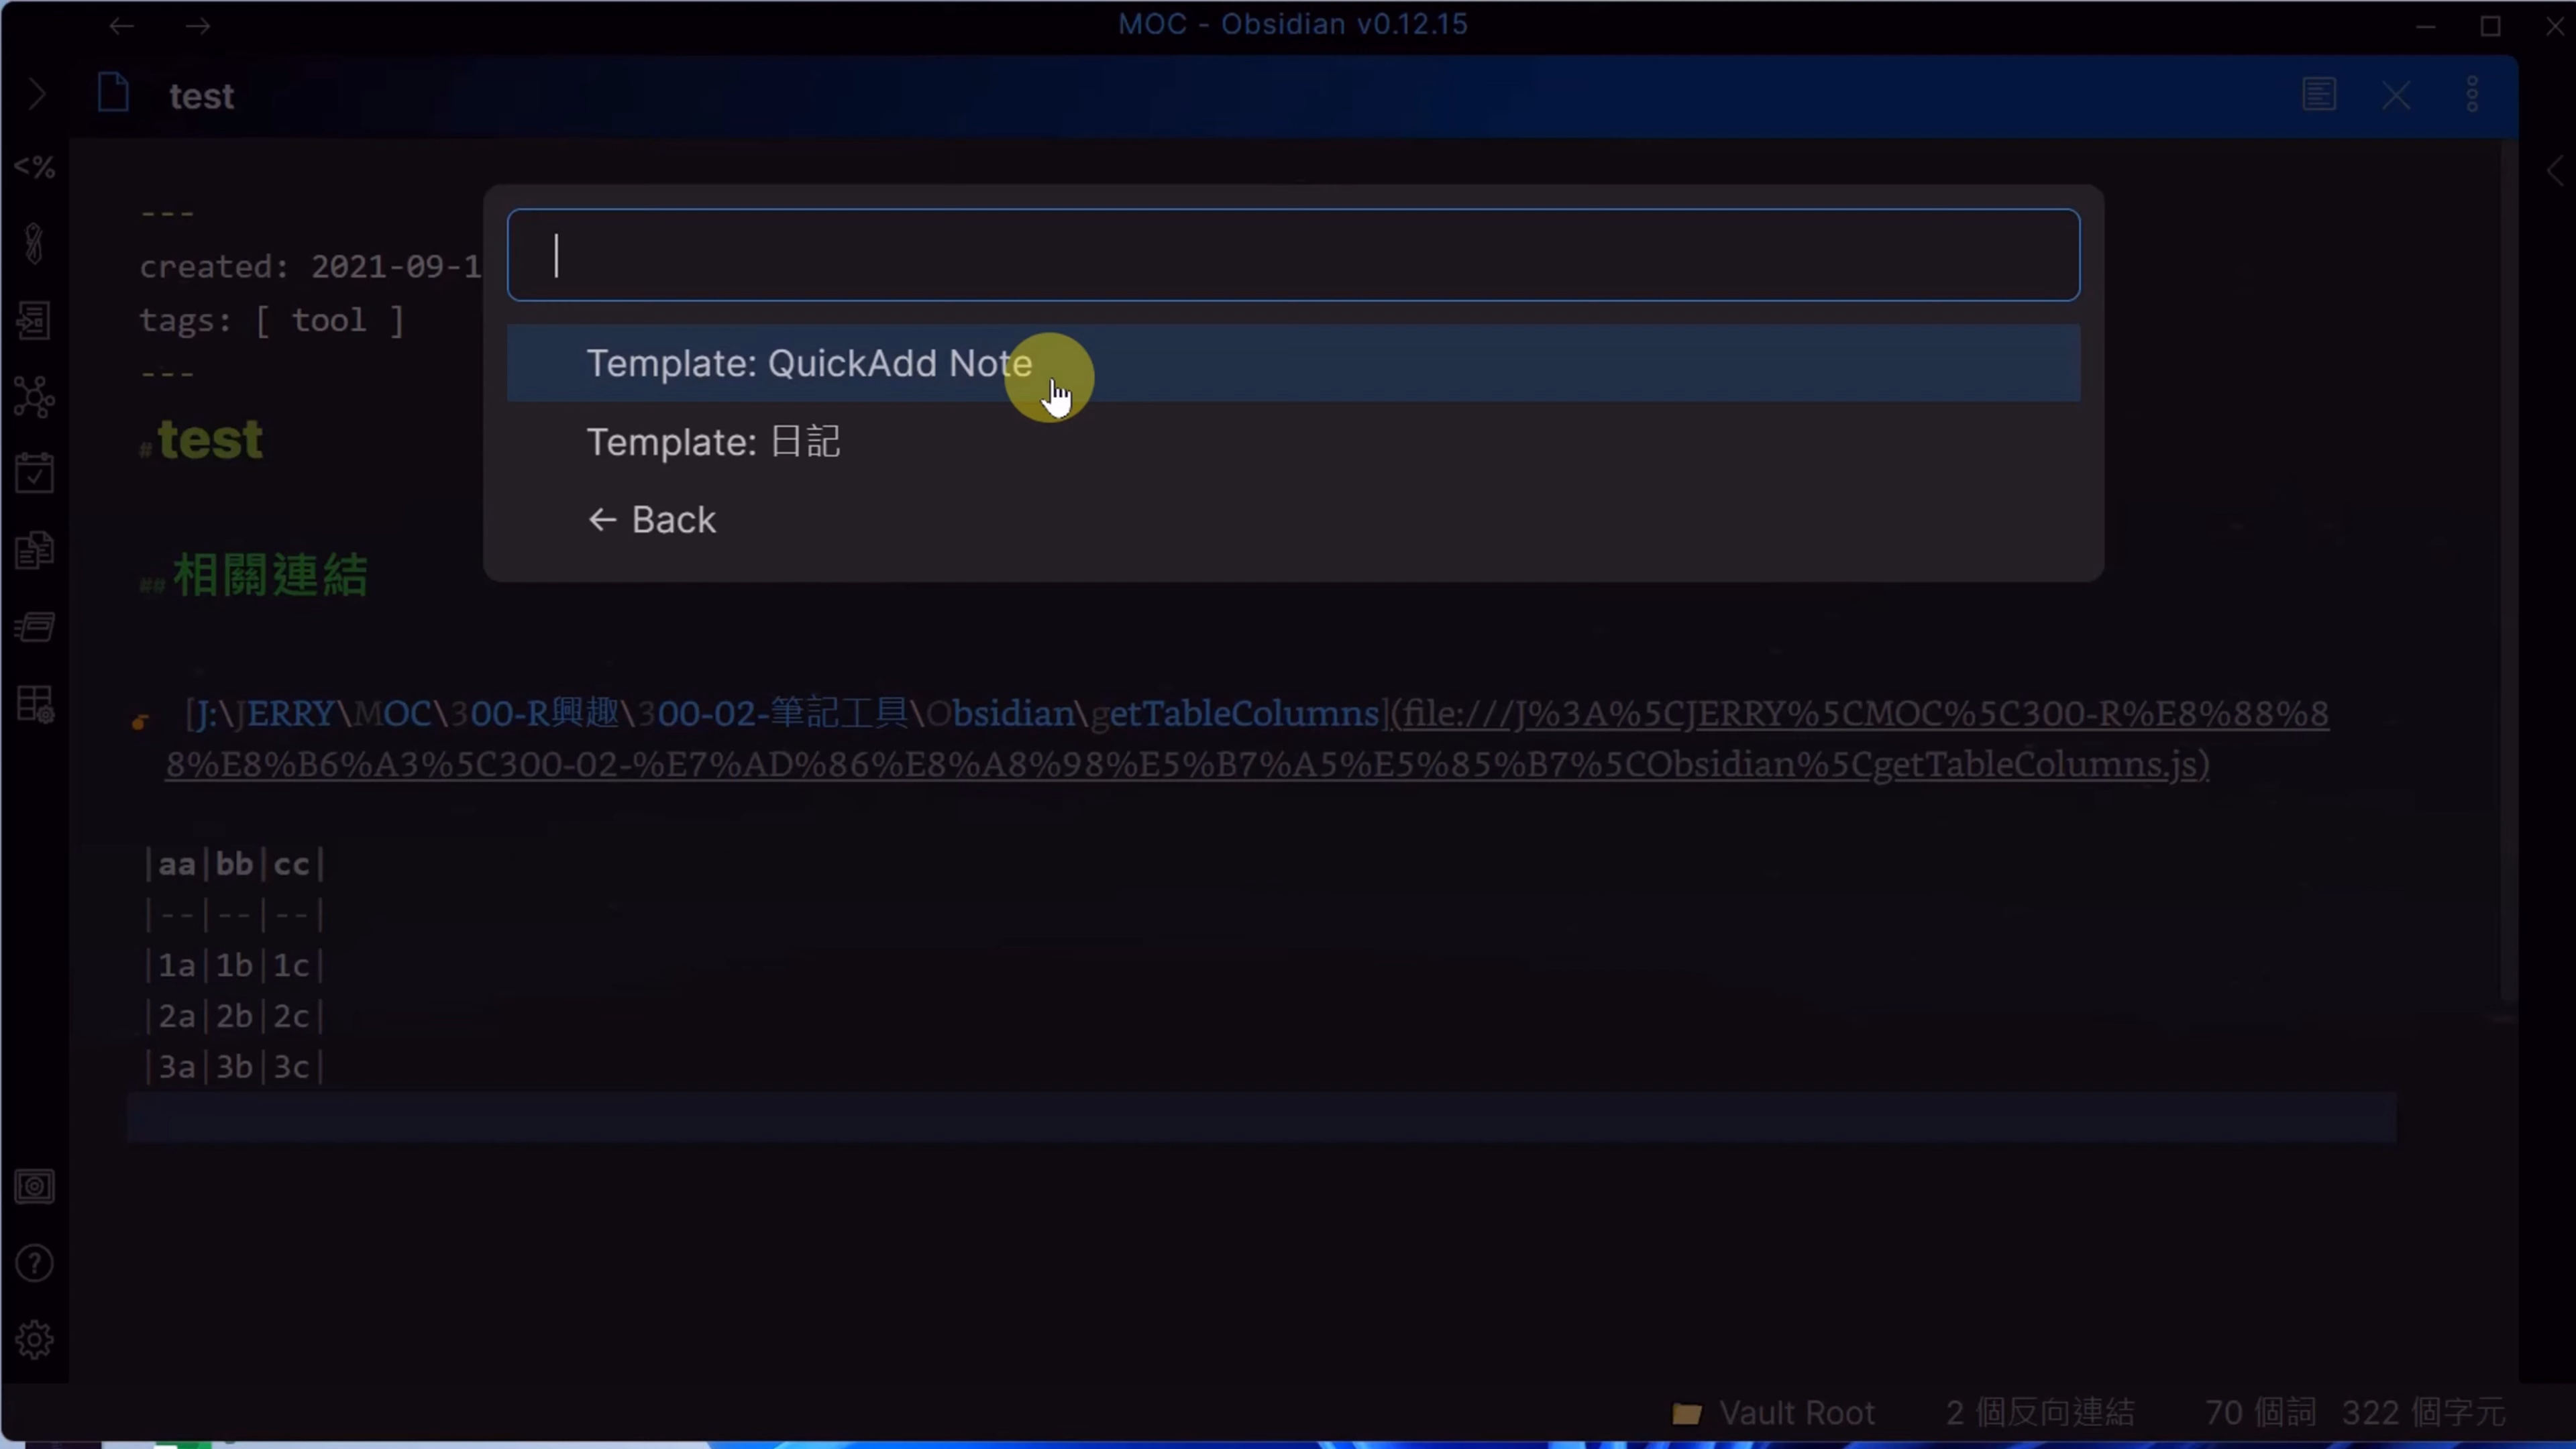 MOC - Obsidian v0.12.15
test
<%
---
created: 2021-09-1
tags: [ tool ]
---
#test
##相關連結
Template: QuickAdd Note
Template: 日記
← Back
[J:\JERRY\MOC\300-R興趣\300-02-筆記工具\Obsidian\getTableColumns](file:///J%3A%5CJERRY%5CMOC%5C300-R%E8%88%8
8%E8%B6%A3%5C300-02-%E7%AD%86%E8%A8%98%E5%B7%A5%E5%85%B7%5CObsidian%5CgetTableColumns.js)
|aa|bb|cc|
|--|--|--|
|1a|1b|1c|
|2a|2b|2c|
|3a|3b|3c|
Vault Root 2 個反向連結 70 個詞 322 個字元